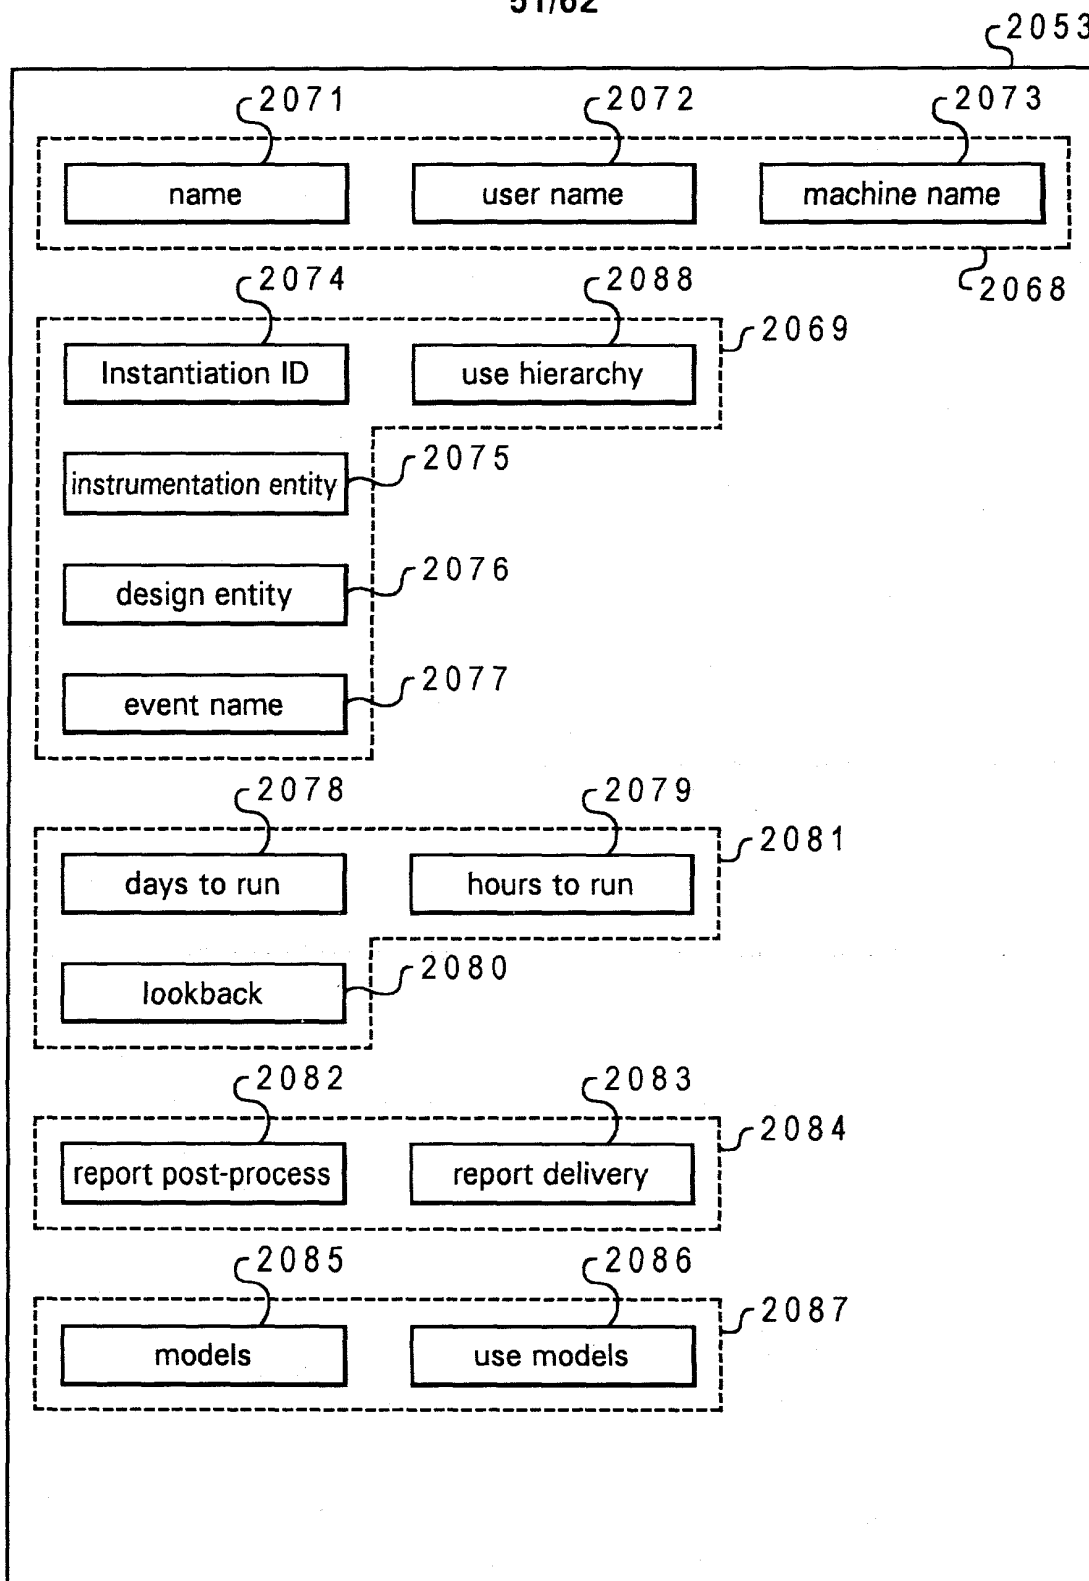 51/62
2053
2071 2072 2073
name user name machine name
2068
2074 2088
2069
Instantiation ID use hierarchy
2075
instrumentation entity
2076
design entity
2077
event name
2078 2079
2081
days to run hours to run
2080
lookback
2082 2083
2084
report post-process report delivery
2085 2086
2087
models use models